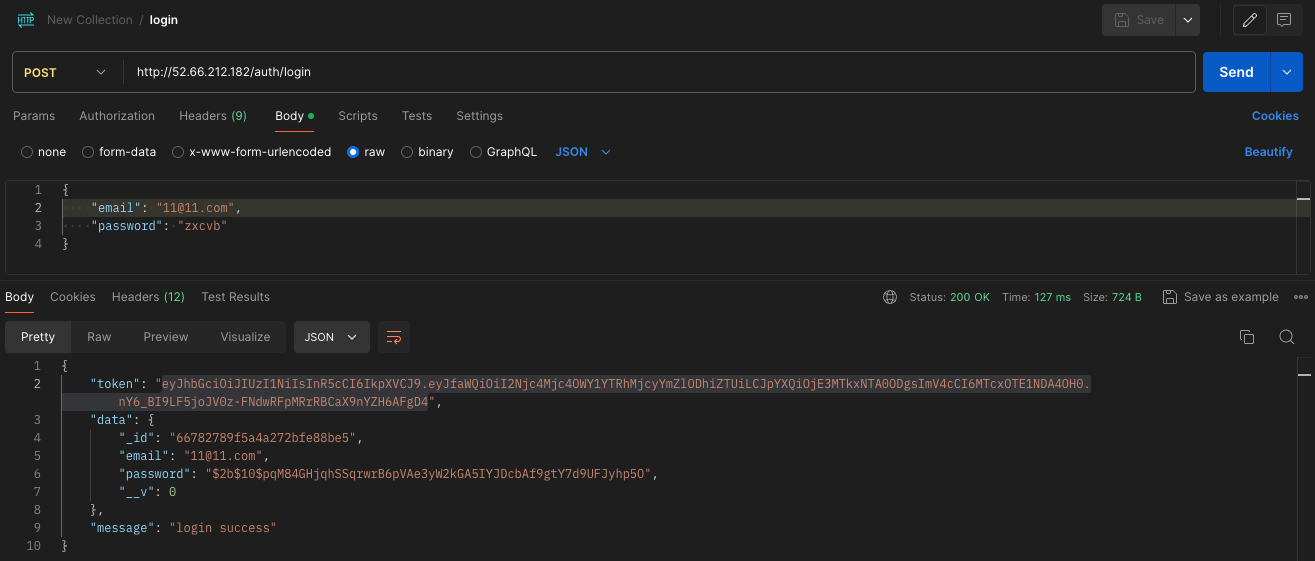 HTTP New Collection / login Save
POST http://52.66.212.182/auth/login Send
Params Authorization Headers (9) Body Scripts Tests Settings Cookies
none form-data x-www-form-urlencoded raw binary GraphQL JSON Beautify
1 {
2 "email": "11@11.com",
3 "password": "zxcvb"
4 }
Body Cookies Headers (12) Test Results Status: 200 OK Time: 127 ms Size: 724 B Save as example
Pretty Raw Preview Visualize JSON
1 {
2 "token": "eyJhbGciOiJIUzI1NiIsInR5cCI6IkpXVCJ9.eyJfaWQiOiI2Njc4Mjc4OWY1YTRhMjcyYmZlODhiZTUiLCJpYXQiOjE3MTkxNTA0ODgsImV4cCI6MTcxOTE1NDA4OH0.
nY6_BI9LF5joJV0z-FNdwRFpMRrRBCaX9nYZH6AFgD4",
3 "data": {
4 "_id": "66782789f5a4a272bfe88be5",
5 "email": "11@11.com",
6 "password": "$2b$10$pqM84GHjqhSSqrwrB6pVAe3yW2kGA5IYJDcbAf9gtY7d9UFJyhp5O",
7 "__v": 0
8 },
9 "message": "login success"
10 }